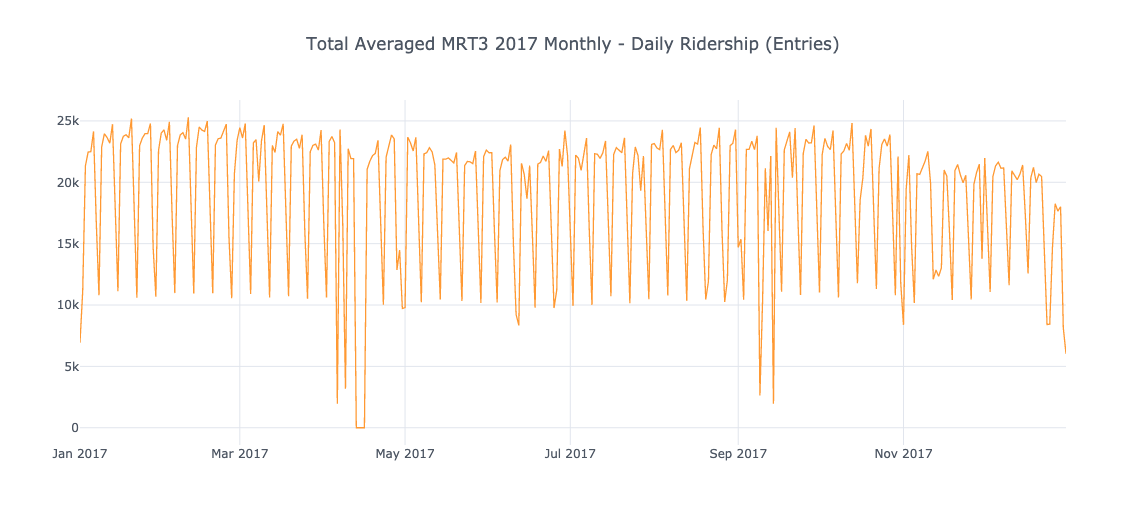 Total Averaged MRT3 2017 Monthly - Daily Ridership (Entries)
25k
20k
15k
10k
5k
0
Jan 2017 Mar 2017 May 2017 Jul 2017 Sep 2017 Nov 2017